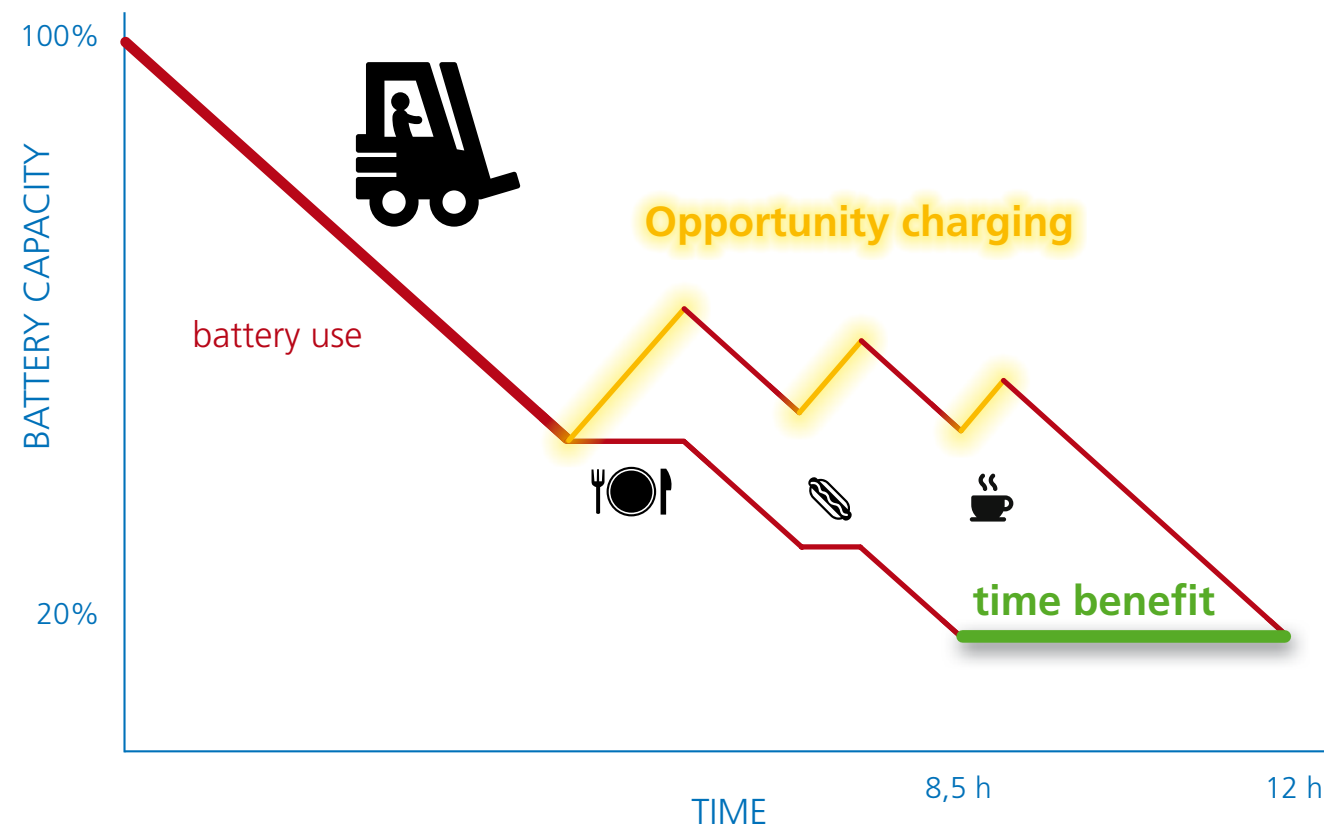 100%
BATTERY CAPACITY
Opportunity charging
battery use
time benefit
20%
8,5 h
12 h
TIME